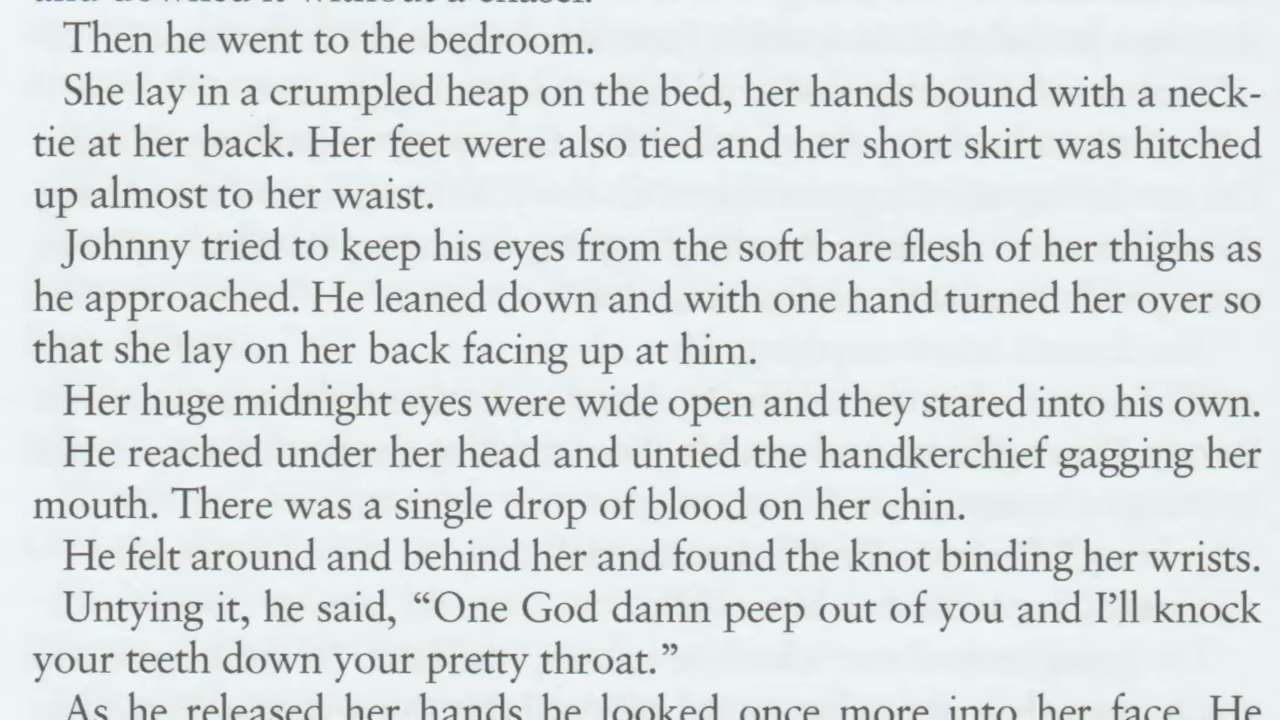 and downed it without a chaser.
Then he went to the bedroom.
She lay in a crumpled heap on the bed, her hands bound with a neck-
tie at her back. Her feet were also tied and her short skirt was hitched
up almost to her waist.
Johnny tried to keep his eyes from the soft bare flesh of her thighs as
he approached. He leaned down and with one hand turned her over so
that she lay on her back facing up at him.
Her huge midnight eyes were wide open and they stared into his own.
He reached under her head and untied the handkerchief gagging her
mouth. There was a single drop of blood on her chin.
He felt around and behind her and found the knot binding her wrists.
Untying it, he said, “One God damn peep out of you and I’ll knock
your teeth down your pretty throat.”
As he released her hands he looked once more into her face. He